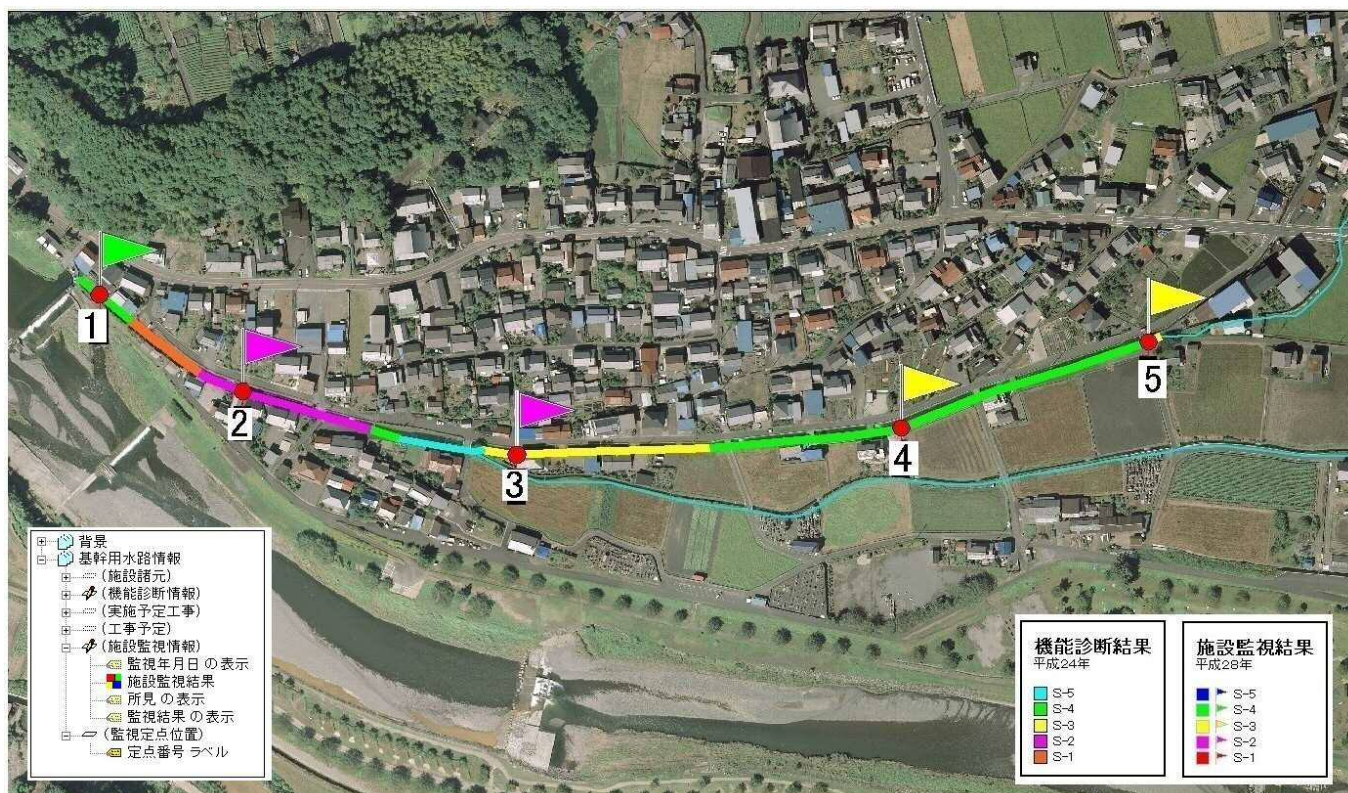 1
2
3
4
5
背景
基幹用水路情報
(施設諸元)
(機能診断情報)
(実施予定工事)
(工事予定)
(施設監視情報)
監視年月日の表示
施設監視結果
所見の表示
監視結果の表示
(監視定点位置)
定点番号ラベル
機能診断結果
平成24年
S-5
S-4
S-3
S-2
S-1
施設監視結果
平成28年
S-5
S-4
S-3
S-2
S-1